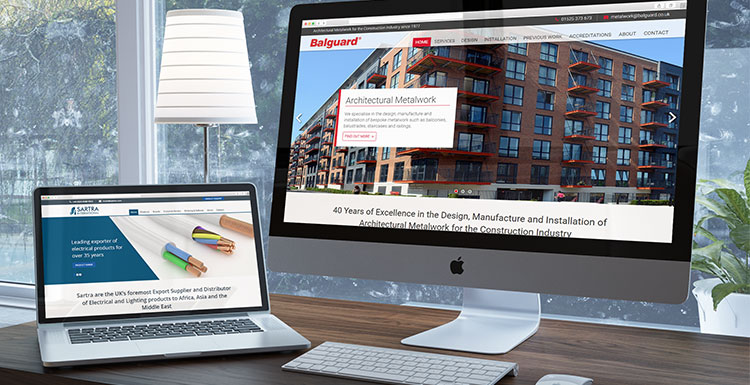 Architectural Metalwork for the Construction Industry since 1977
01525 373 673
metalwork@balguard.co.uk
Balguard®
HOME SERVICES DESIGN INSTALLATION PREVIOUS WORK ACCREDITATIONS ABOUT CONTACT
Architectural Metalwork
We specialise in the design, manufacture and
installation of bespoke metalwork such as balconies,
balustrades, staircases and railings.
FIND OUT MORE
40 Years of Excellence in the Design, Manufacture and Installation of
Architectural Metalwork for the Construction Industry
SARTRA
INTERNATIONAL
Leading exporter of
electrical products for
over 35 years
Sartra are the UK's foremost Export Supplier and Distributor
of Electrical and Lighting products to Africa, Asia and the
Middle East